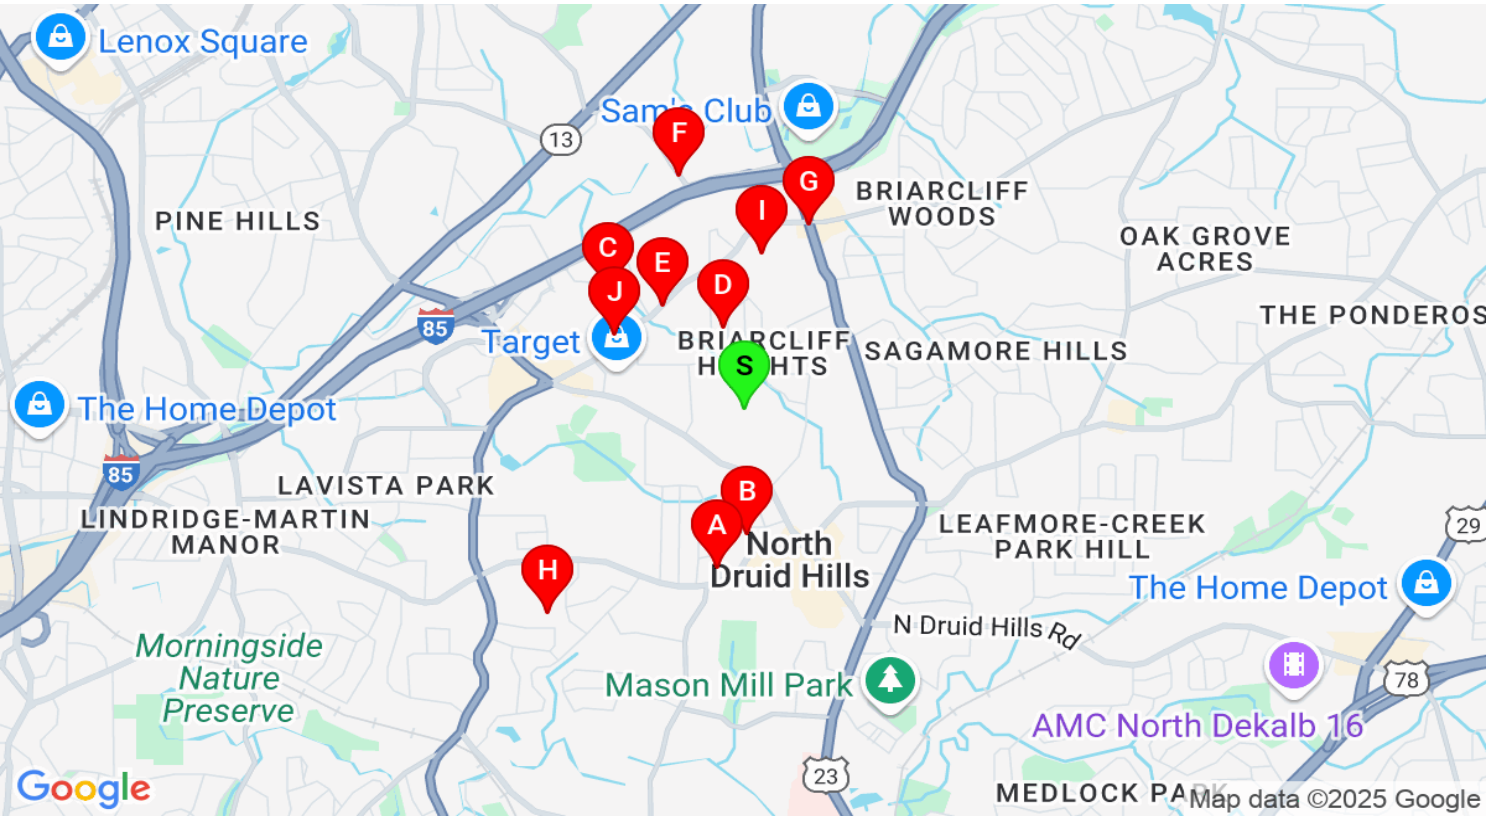 Lenox Square
Sam's Club
13
F
G
BRIARCLIFF
WOODS
I
PINE HILLS
C
E
OAK GROVE
ACRES
D
J
85
Target
BRIARCLIFF
HEIGHTS
THE PONDEROS
SAGAMORE HILLS
S
The Home Depot
85
LAVISTA PARK
B
LINDRIDGE-MARTIN
MANOR
A
North
Druid Hills
LEAFMORE-CREEK
PARK HILL
29
H
The Home Depot
N Druid Hills Rd
Morningside
Nature
Preserve
Mason Mill Park
78
AMC North Dekalb 16
23
MEDLOCK PARK
Google
Map data ©2025 Google